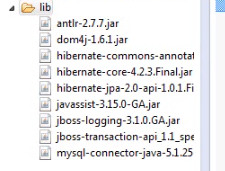 lib
antlr-2.7.7.jar
dom4j-1.6.1.jar
hibernate-commons-annotat
hibernate-core-4.2.3.Final.jar
hibernate-jpa-2.0-api-1.0.1.Fi
javassist-3.15.0-GA.jar
jboss-logging-3.1.0.GA.jar
jboss-transaction-api_1.1_spe
mysql-connector-java-5.1.25